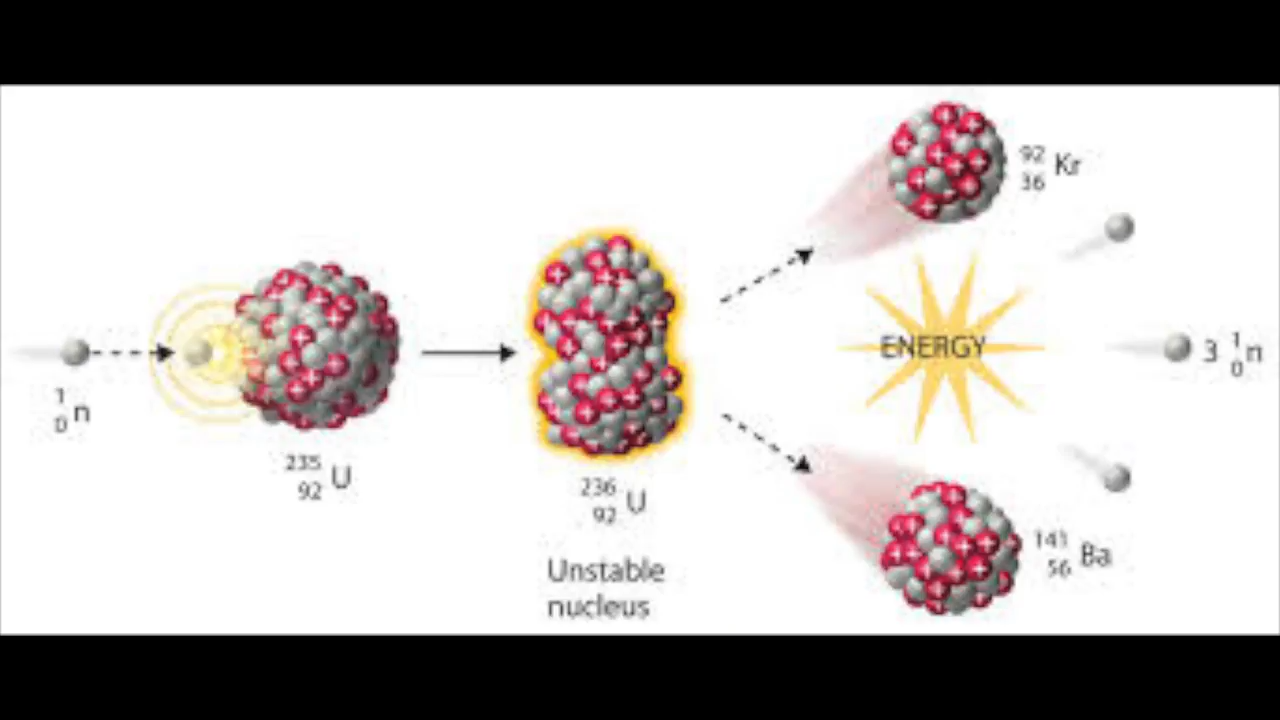 1
0 n
235
92 U
236
92 U
Unstable
nucleus
92
36 Kr
ENERGY
3 1
0 n
141
56 Ba